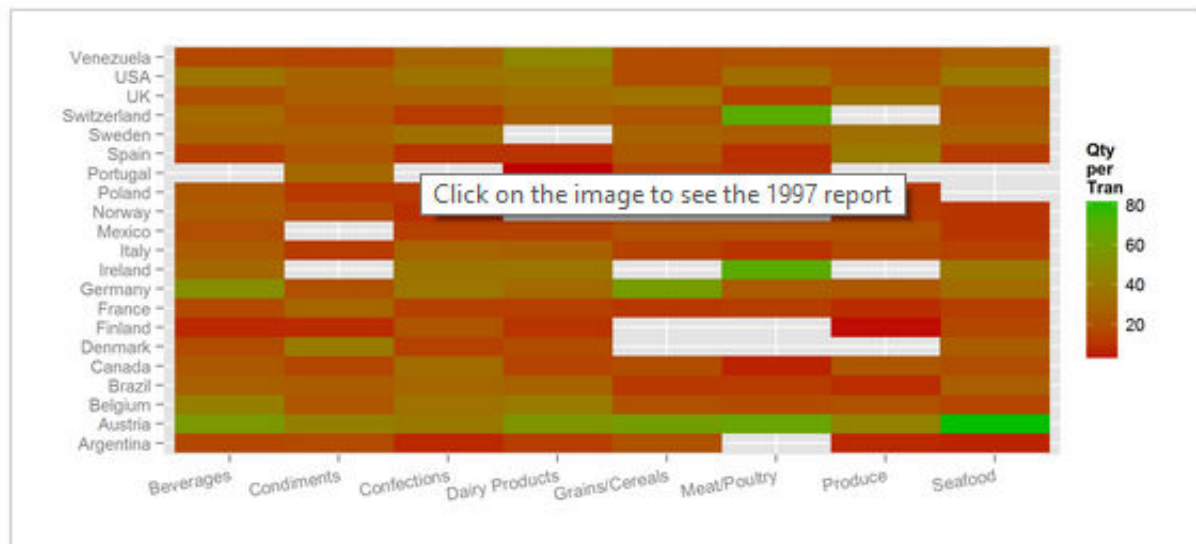 Venezuela
USA
UK
Switzerland
Sweden
Spain
Portugal
Poland
Norway
Mexico
Italy
Ireland
Germany
France
Finland
Denmark
Canada
Brazil
Belgium
Austria
Argentina
Click on the image to see the 1997 report
Beverages
Condiments
Confections
Dairy Products
Grains/Cereals
Meat/Poultry
Produce
Seafood
Qty
per
Tran
80
60
40
20